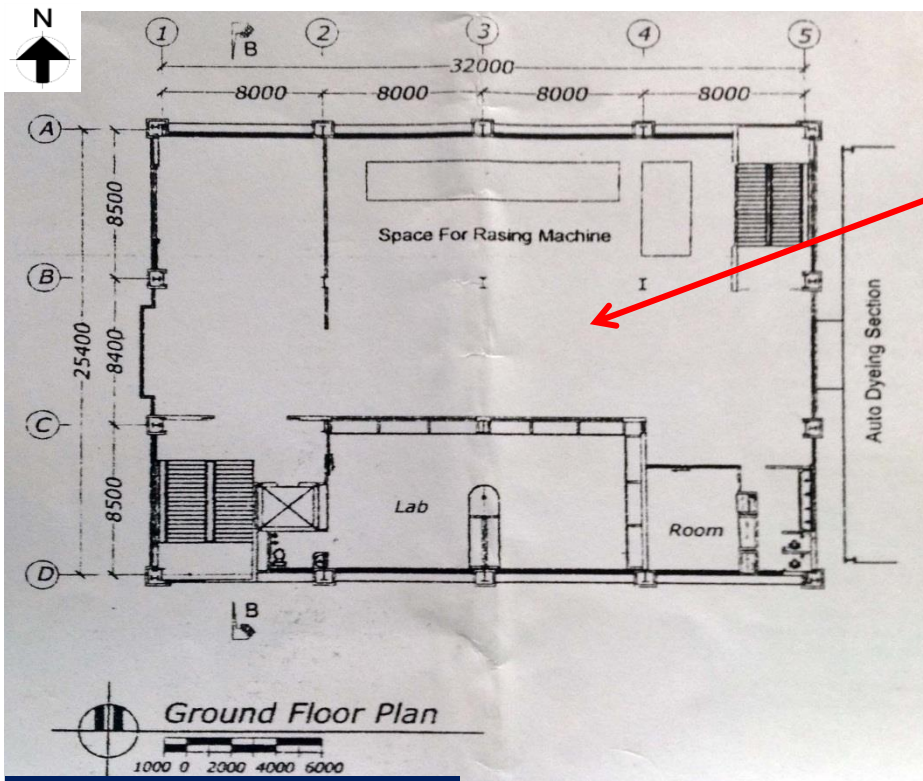 N
1 2 3 4 5
B
32000
8000 8000 8000 8000
A
8500
Space For Rasing Machine
B
25400
8400
Auto Dyeing Section
C
8500
Lab
Room
D
B
Ground Floor Plan
1000 0 2000 4000 6000